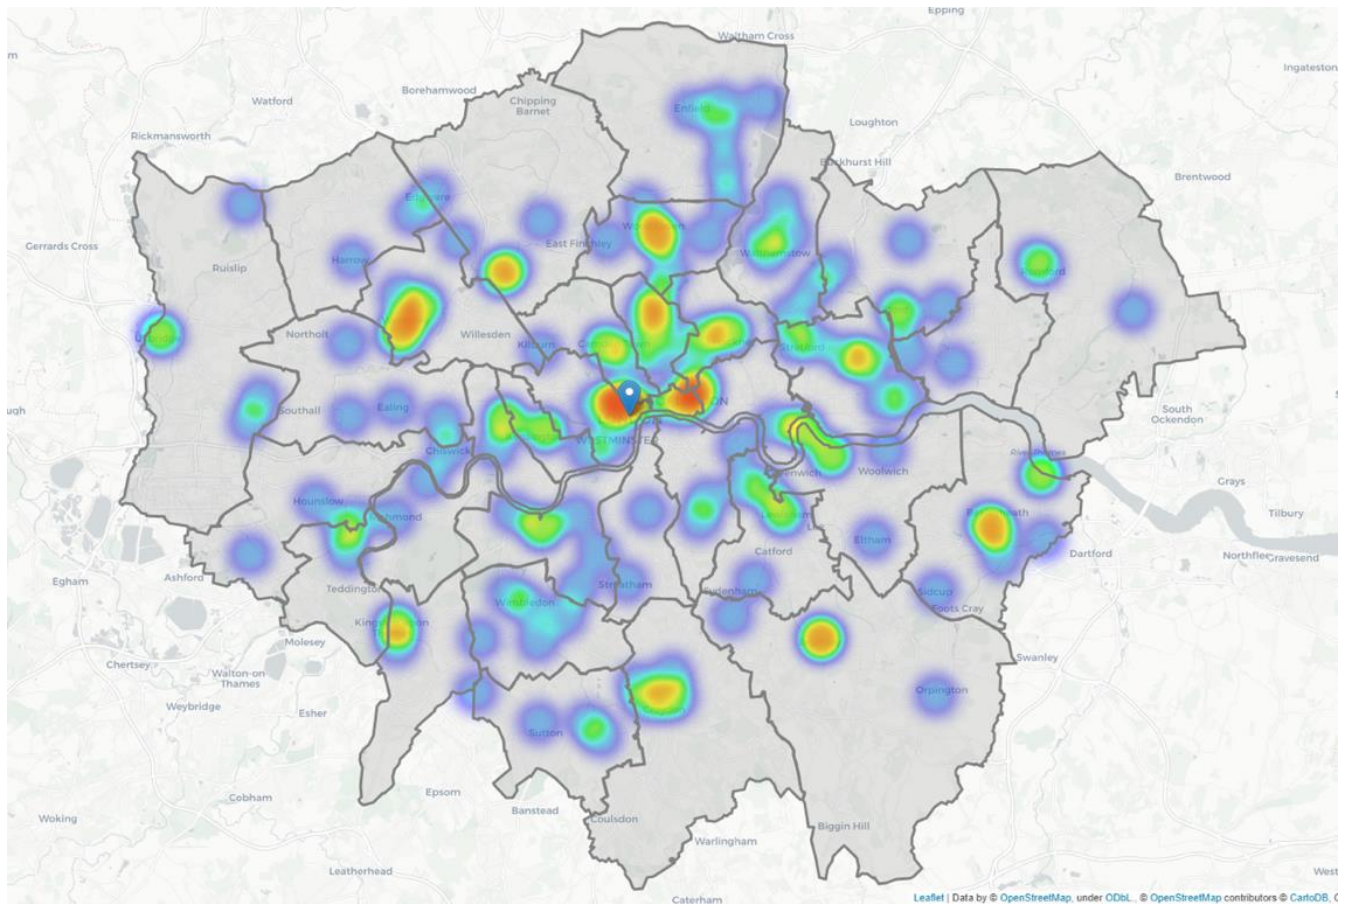 Epping
Waltham Cross
Ingateston
Watford
Borehamwood
Chipping
Barnet
Enfield
Loughton
Rickmansworth
Buckhurst Hill
Brentwood
Edgware
Gerrards Cross
East Finchley
Walthamstow
Harrow
Ruislip
Romford
Northolt
Willesden
Kilburn
Stratford
Southall
Ealing
South
Ockendon
WESTMINSTER
Chiswick
Greenwich
Woolwich
Grays
Hounslow
Richmond
Tilbury
Lewisham
Eltham
Catford
Dartford
Northfleet
Gravesend
Egham
Ashford
Teddington
Streatham
Sydenham
Sidcup
Foots Cray
Wimbledon
Molesey
Chertsey
Walton-on-
Thames
Swanley
Orpington
Weybridge
Esher
Sutton
Cobham
Epsom
Banstead
Coulsdon
Woking
Biggin Hill
Warlingham
Leatherhead
Caterham
West
Leaflet | Data by © OpenStreetMap, under ODbL., © OpenStreetMap contributors © CartoDB, C